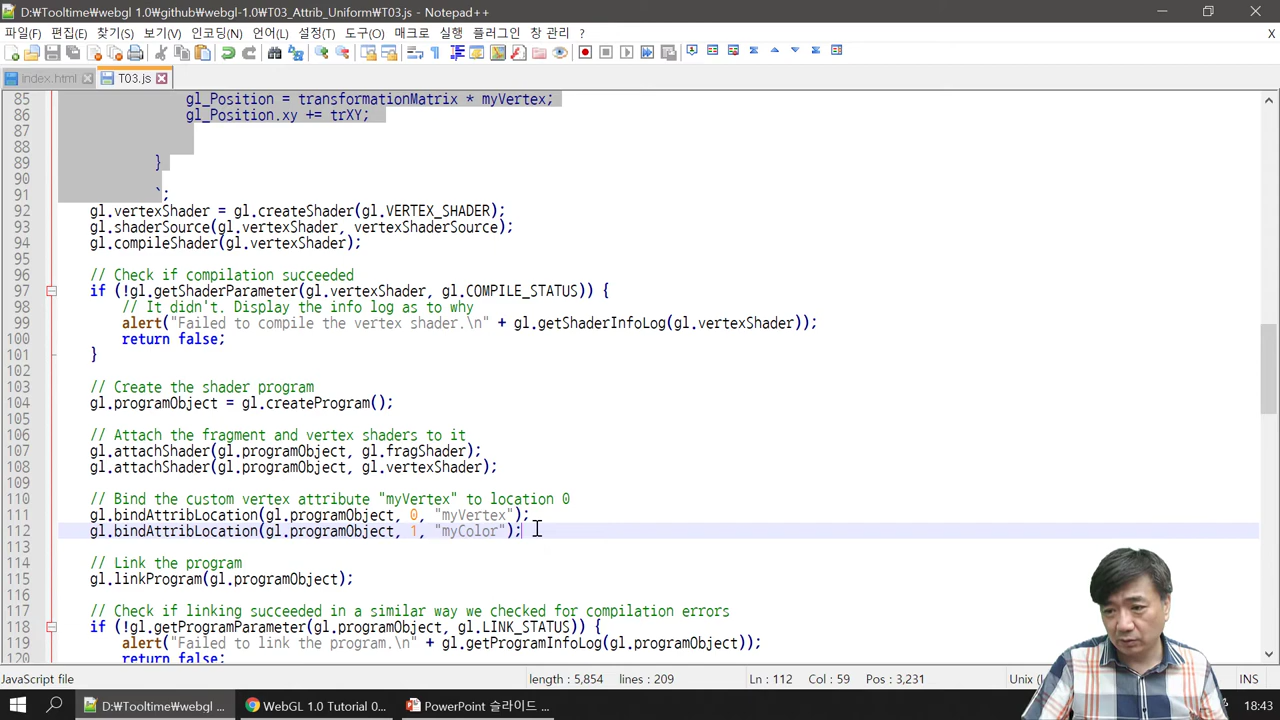 D:₩Tooltime₩webgl 1.0₩github₩webgl-1.0₩T03_Attrib_Uniform₩T03.js - Notepad++
파일(F) 편집(E) 찾기(S) 보기(V) 인코딩(N) 언어(L) 설정(T) 도구(O) 매크로 실행 플러그인 창 관리 ? X
index.html T03.js
85 gl_Position = transformationMatrix * myVertex;
86 gl_Position.xy += trXY;
87
88
89 }
90
91 `;
92 gl.vertexShader = gl.createShader(gl.VERTEX_SHADER);
93 gl.shaderSource(gl.vertexShader, vertexShaderSource);
94 gl.compileShader(gl.vertexShader);
95
96 // Check if compilation succeeded
97 if (!gl.getShaderParameter(gl.vertexShader, gl.COMPILE_STATUS)) {
98 // It didn't. Display the info log as to why
99 alert("Failed to compile the vertex shader.\n" + gl.getShaderInfoLog(gl.vertexShader));
100 return false;
101 }
102
103 // Create the shader program
104 gl.programObject = gl.createProgram();
105
106 // Attach the fragment and vertex shaders to it
107 gl.attachShader(gl.programObject, gl.fragShader);
108 gl.attachShader(gl.programObject, gl.vertexShader);
109
110 // Bind the custom vertex attribute "myVertex" to location 0
111 gl.bindAttribLocation(gl.programObject, 0, "myVertex");
112 gl.bindAttribLocation(gl.programObject, 1, "myColor");
113
114 // Link the program
115 gl.linkProgram(gl.programObject);
116
117 // Check if linking succeeded in a similar way we checked for compilation errors
118 if (!gl.getProgramParameter(gl.programObject, gl.LINK_STATUS)) {
119 alert("Failed to link the program.\n" + gl.getProgramInfoLog(gl.programObject));
120 return false;
JavaScript file length : 5,854 lines : 209 Ln : 112 Col : 59 Pos : 3,231 Unix INS
D:₩Tooltime₩webgl ... WebGL 1.0 Tutorial 0... PowerPoint 슬라이드 ... 18:43